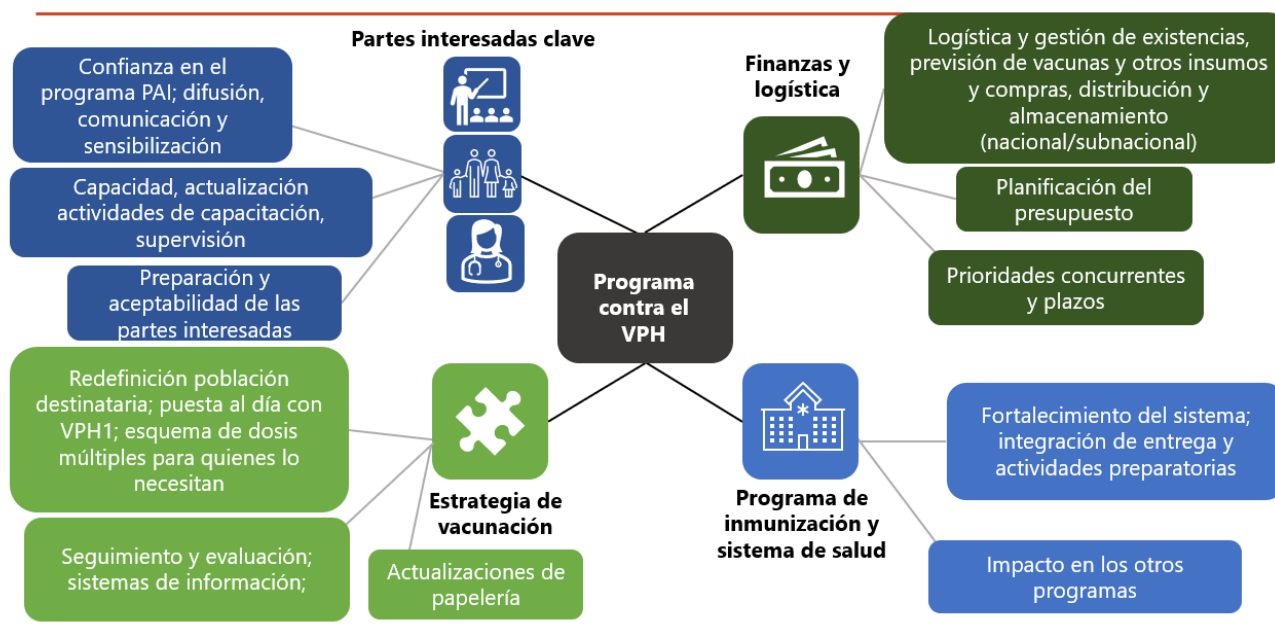 Partes interesadas clave
Confianza en el
programa PAI; difusión,
comunicación y
sensibilización
Capacidad, actualización
actividades de capacitación,
supervisión
Preparación y
aceptabilidad de las
partes interesadas
Finanzas y
logística
Logística y gestión de existencias,
previsión de vacunas y otros insumos
y compras, distribución y
almacenamiento
(nacional/subnacional)
Planificación del
presupuesto
Prioridades concurrentes
y plazos
Programa
contra el
VPH
Redefinición población
destinataria; puesta al día con
VPH1; esquema de dosis
múltiples para quienes lo
necesitan
Seguimiento y evaluación;
sistemas de información;
Estrategia de
vacunación
Actualizaciones de
papelería
Programa de
inmunización y
sistema de salud
Fortalecimiento del sistema;
integración de entrega y
actividades preparatorias
Impacto en los otros
programas